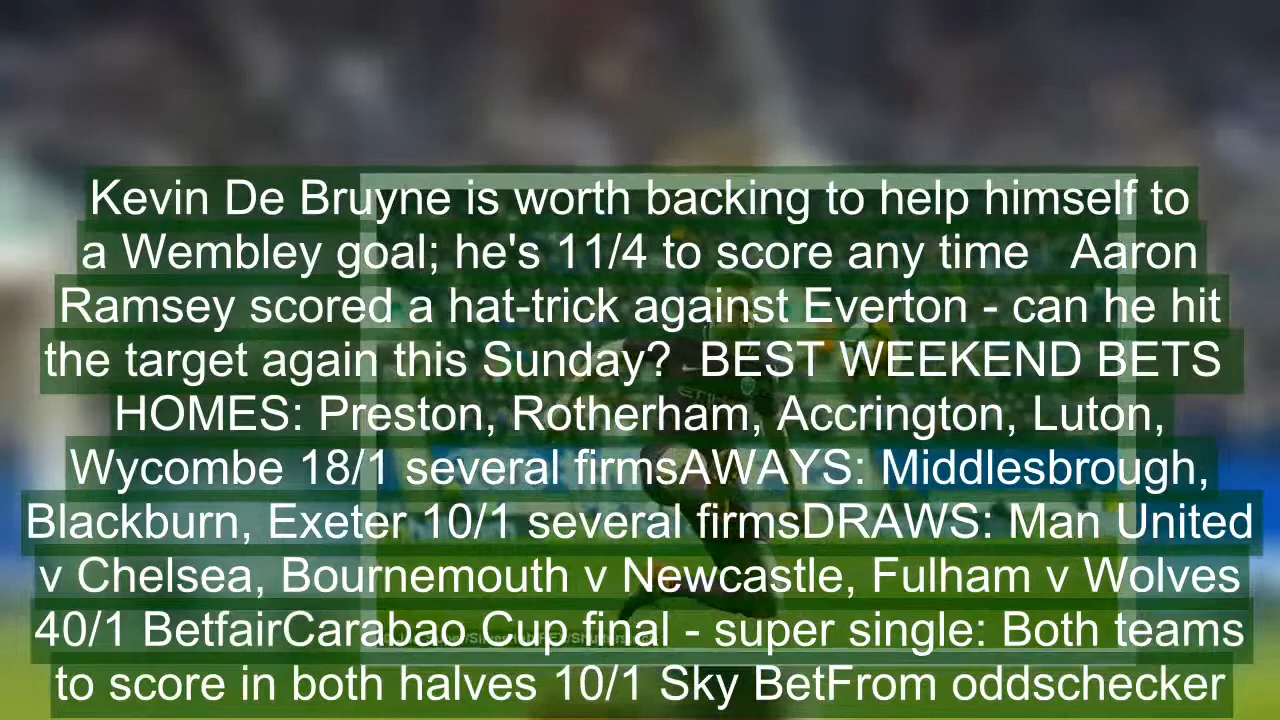 Kevin De Bruyne is worth backing to help himself to
a Wembley goal; he's 11/4 to score any time   Aaron
Ramsey scored a hat-trick against Everton - can he hit
the target again this Sunday?  BEST WEEKEND BETS
HOMES: Preston, Rotherham, Accrington, Luton,
Wycombe 18/1 several firmsAWAYS: Middlesbrough,
Blackburn, Exeter 10/1 several firmsDRAWS: Man United
v Chelsea, Bournemouth v Newcastle, Fulham v Wolves
40/1 BetfairCarabao Cup final - super single: Both teams
to score in both halves 10/1 Sky BetFrom oddschecker